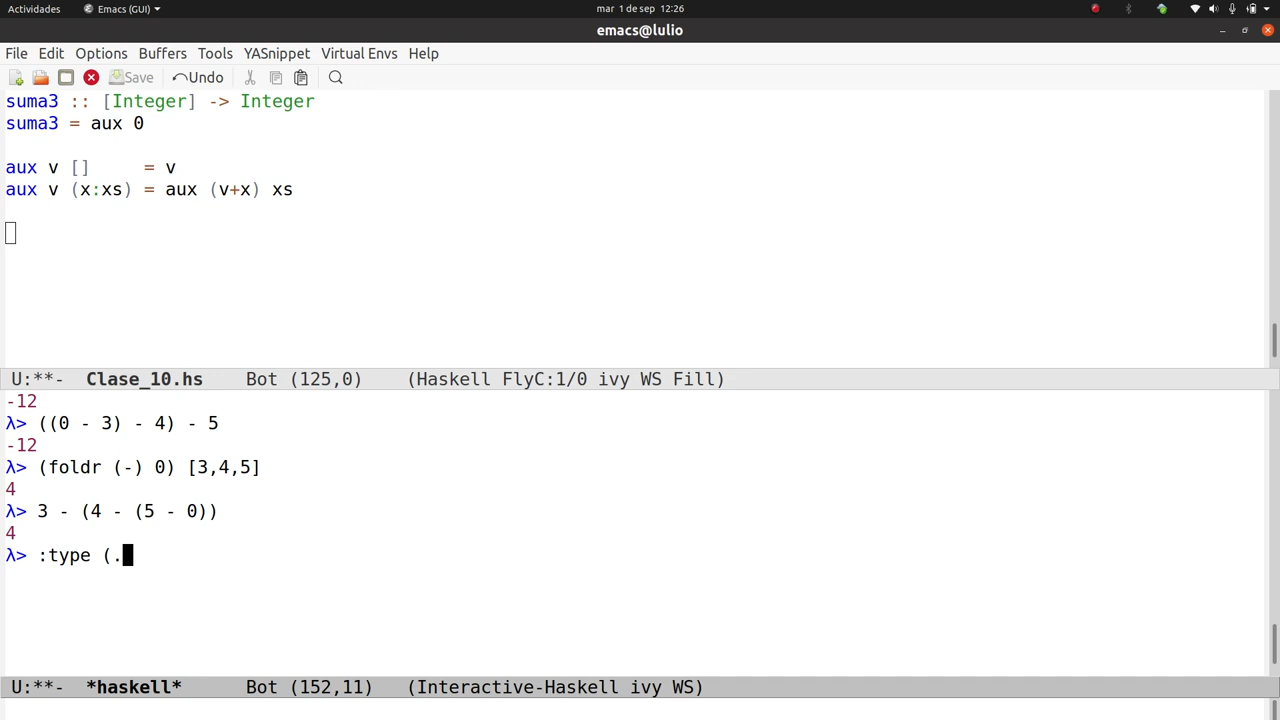 Actividades Emacs (GUI) mar 1 de sep 12:26
emacs@lulio
File Edit Options Buffers Tools YASnippet Virtual Envs Help
Save Undo
suma3 :: [Integer] -> Integer
suma3 = aux 0
aux v []     = v
aux v (x:xs) = aux (v+x) xs
U:**-  Clase_10.hs    Bot (125,0)    (Haskell FlyC:1/0 ivy WS Fill)
-12
λ> ((0 - 3) - 4) - 5
-12
λ> (foldr (-) 0) [3,4,5]
4
λ> 3 - (4 - (5 - 0))
4
λ> :type (.
U:**-  *haskell*      Bot (152,11)   (Interactive-Haskell ivy WS)